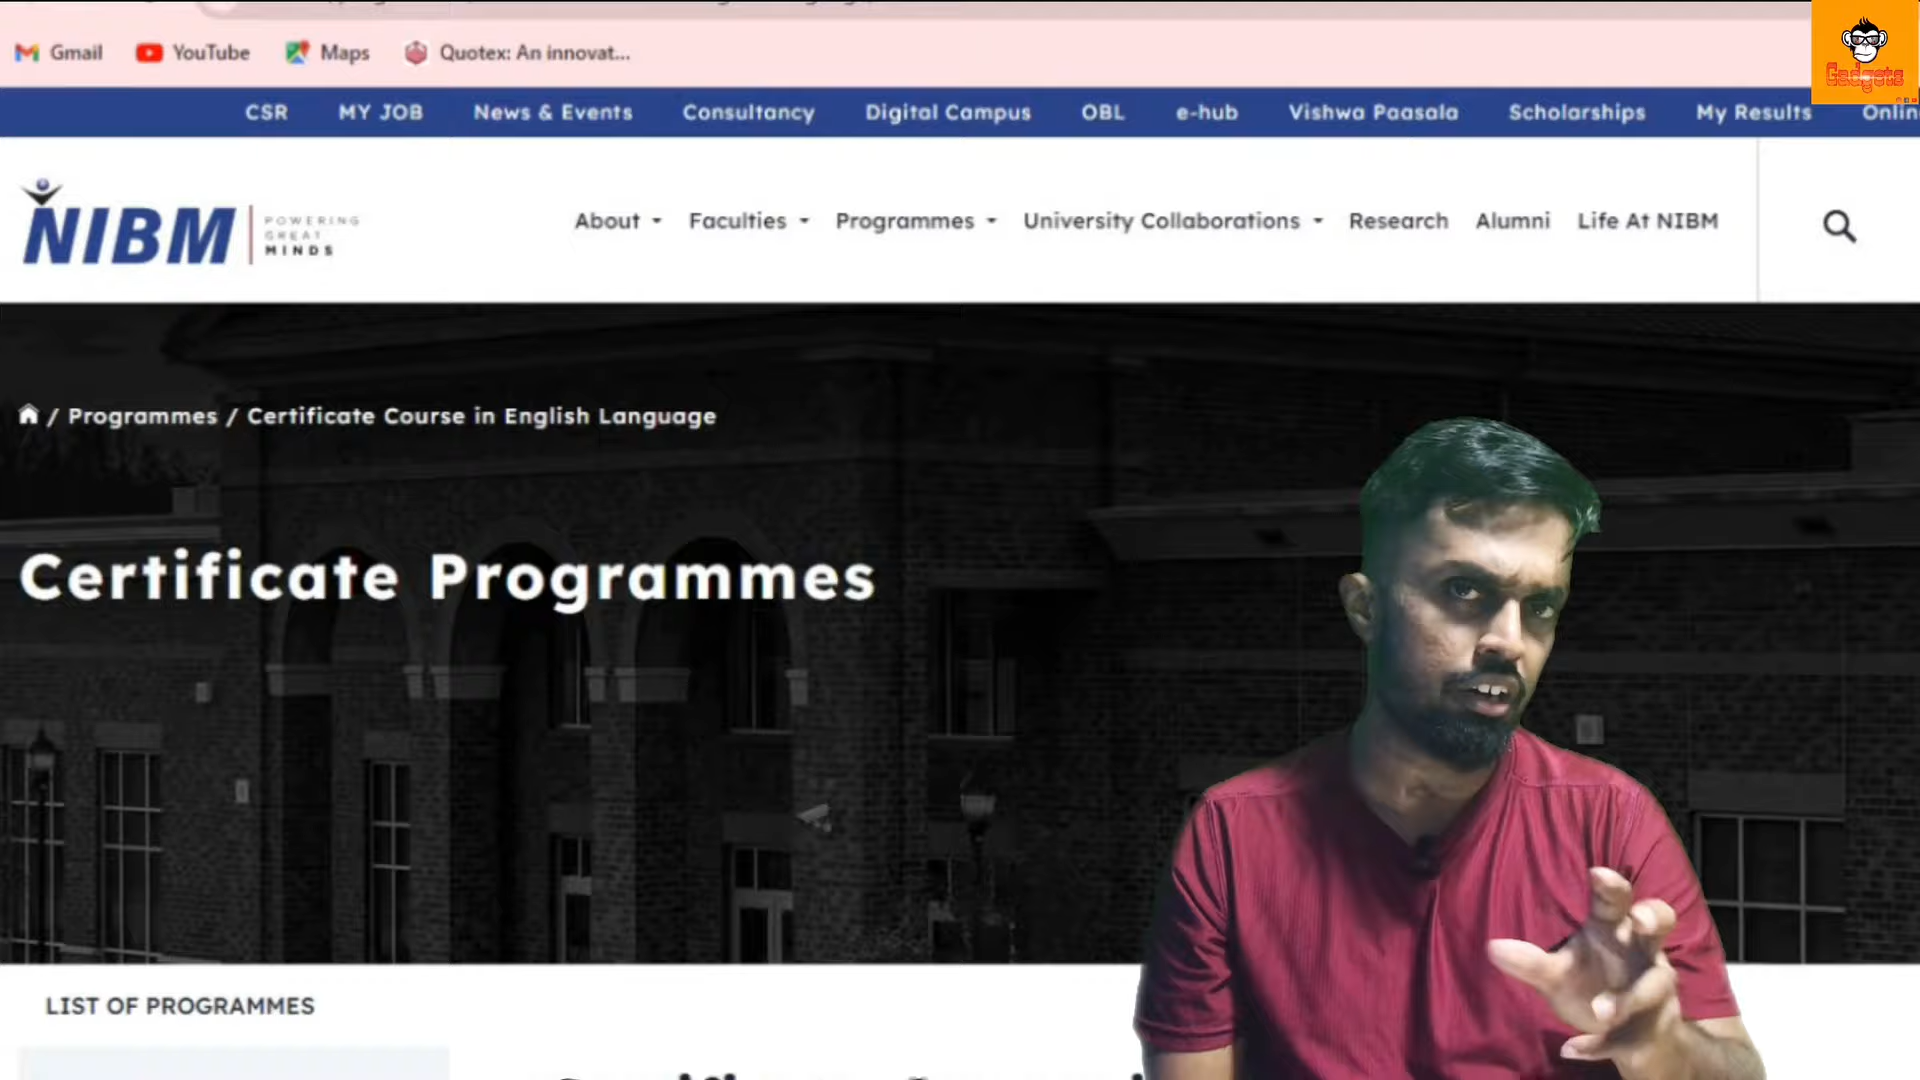 Gmail YouTube Maps Quotex: An innovat...
Gadgets
CSR MY JOB News & Events Consultancy Digital Campus OBL e-hub Vishwa Paasala Scholarships My Results Onlin
NIBM
POWERING
GREAT
MINDS
About Faculties Programmes University Collaborations Research Alumni Life At NIBM
/ Programmes / Certificate Course in English Language
Certificate Programmes
LIST OF PROGRAMMES